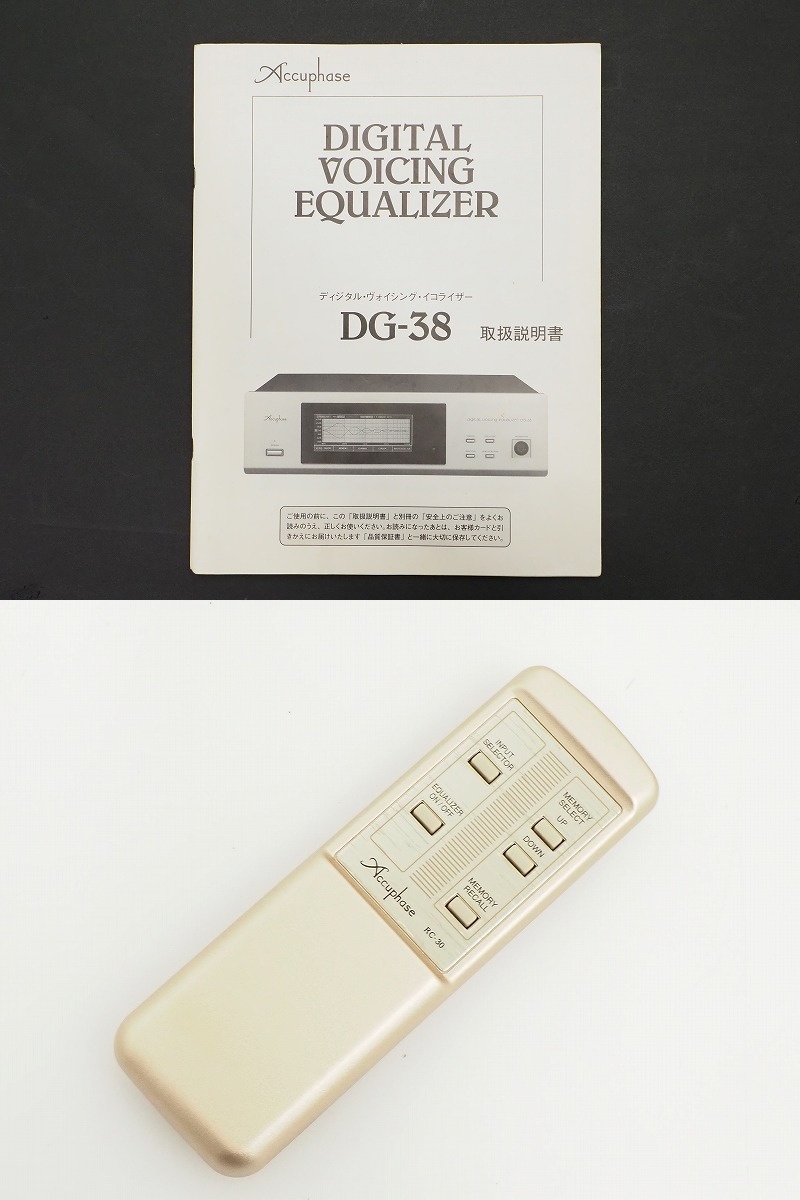 Accuphase
DIGITAL
VOICING
EQUALIZER
ディジタル・ヴォイシング・イコライザー
DG-38 取扱説明書
Accuphase
ご使用の前に、この「取扱説明書」と別冊の「安全上のご注意」をよくお
読みのうえ、正しくお使いください。お読みになったあとは、お客様カードと引
きかえにお届けいたします「品質保証書」と一緒に大切に保存してください。
INPUT
SELECTOR
EQUALIZER
ON/OFF
MEMORY
SELECT
UP
DOWN
MEMORY
RECALL
Accuphase
RC-30